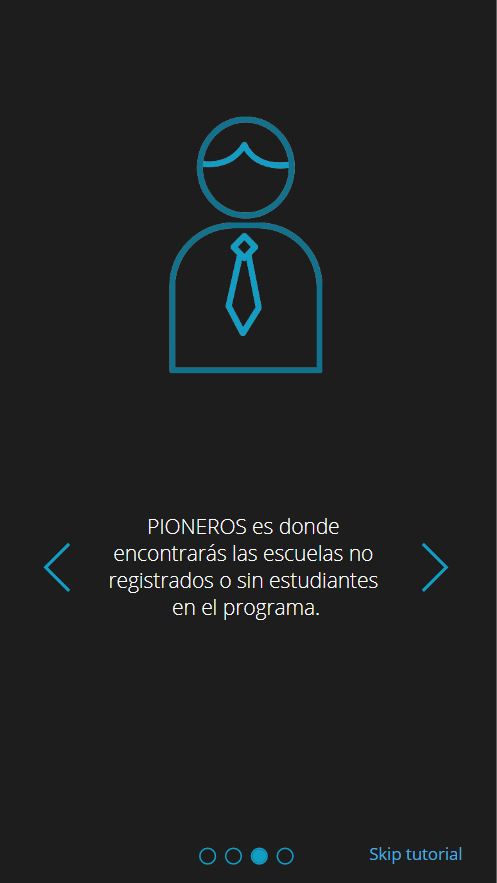 PIONEROS es donde
encontrarás las escuelas no
registrados o sin estudiantes
en el programa.
Skip tutorial